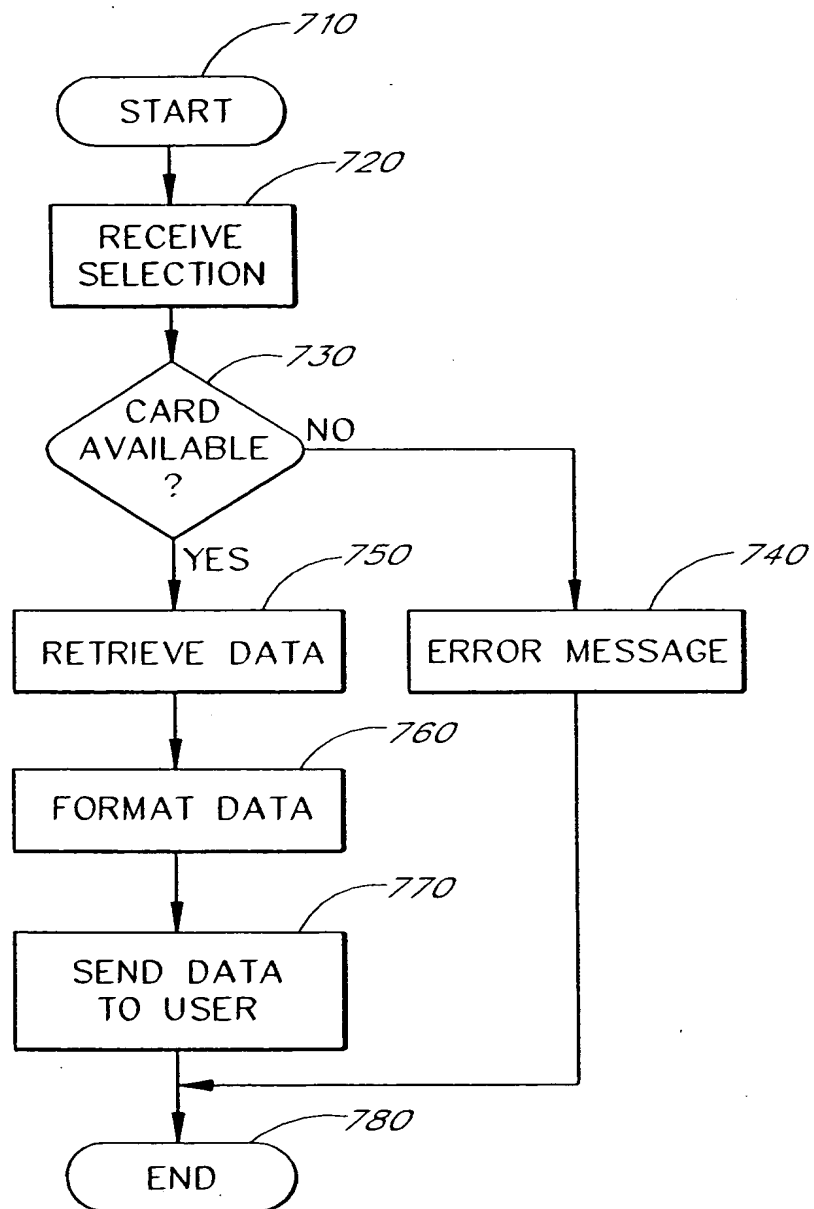 710
START
720
RECEIVE
SELECTION
730
CARD
AVAILABLE
?
NO
YES
750
RETRIEVE DATA
740
ERROR MESSAGE
760
FORMAT DATA
770
SEND DATA
TO USER
780
END